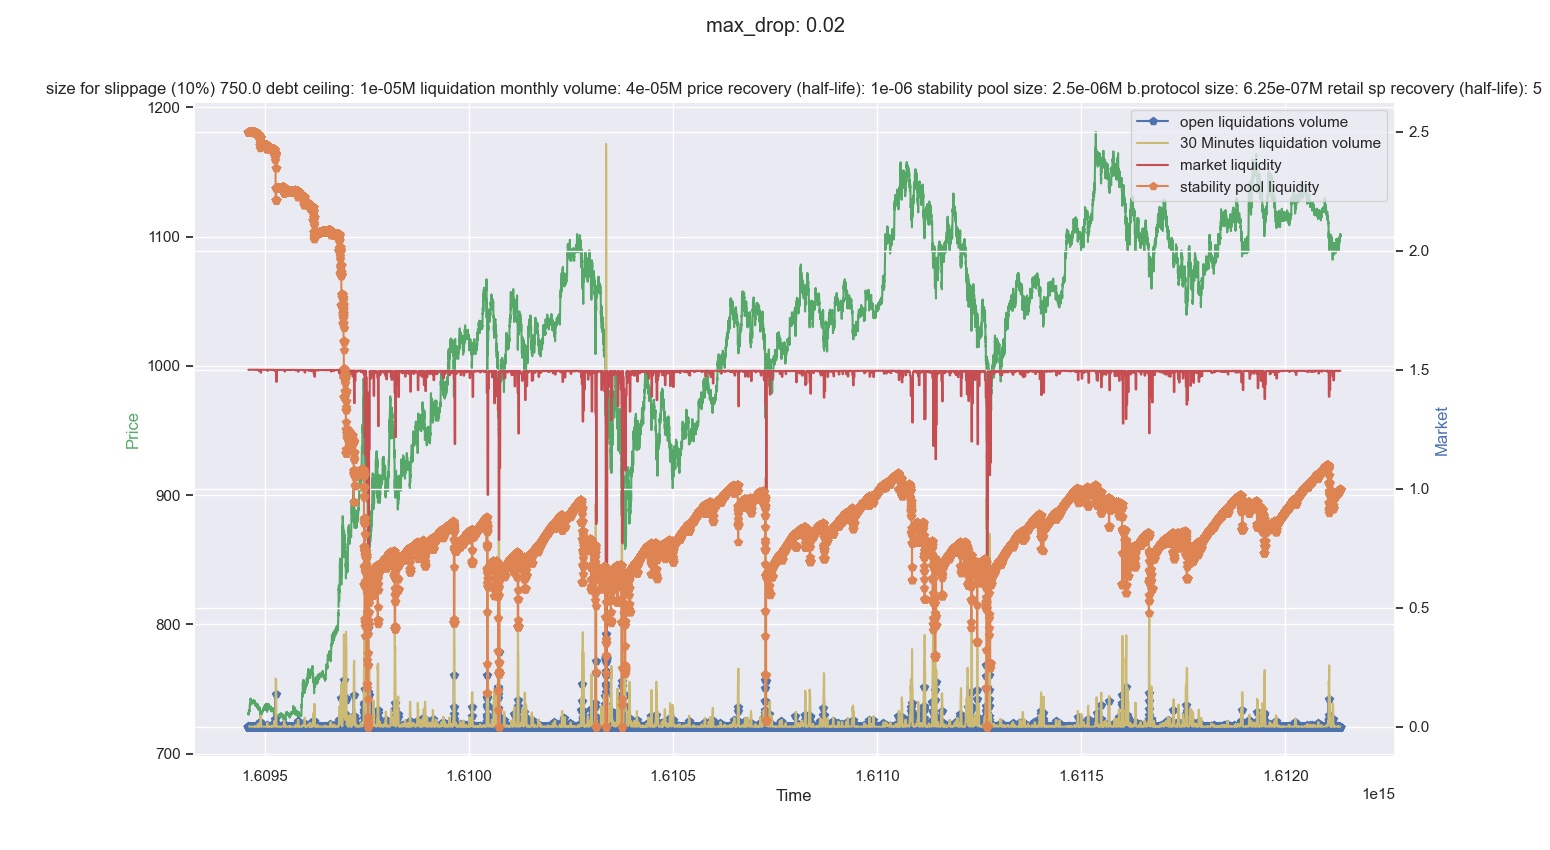 max_drop: 0.02
size for slippage (10%) 750.0 debt ceiling: 1e-05M liquidation monthly volume: 4e-05M price recovery (half-life): 1e-06 stability pool size: 2.5e-06M b.protocol size: 6.25e-07M retail sp recovery (half-life): 5
open liquidations volume
30 Minutes liquidation volume
market liquidity
stability pool liquidity
1200
1100
1000
900
800
700
Price
2.5
2.0
1.5
1.0
0.5
0.0
Market
1.6095 1.6100 1.6105 1.6110 1.6115 1.6120
Time
1e15